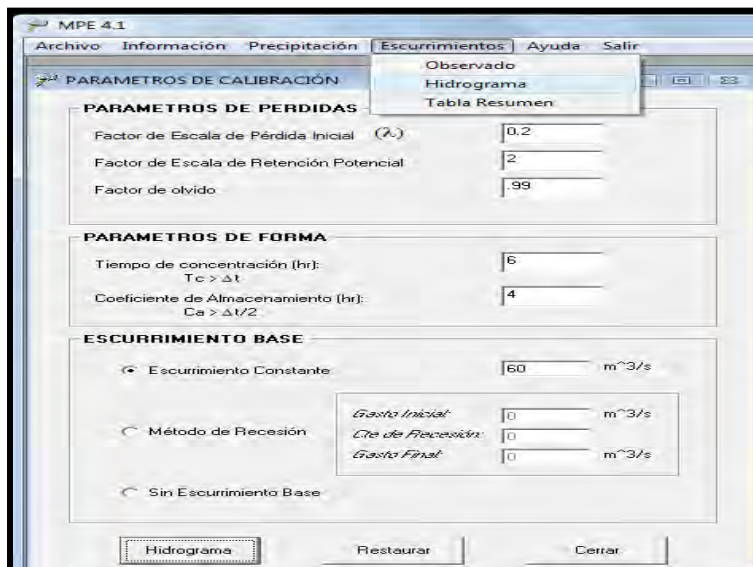 MPE 4.1
Archivo Información Precipitación Escurrimientos Ayuda Salir
Observado
Hidrograma
Tabla Resumen
PARAMETROS DE CALIBRACIÓN
PARAMETROS DE PERDIDAS
Factor de Escala de Pérdida Inicial (λ) 0.2
Factor de Escala de Retención Potencial 2
Factor de olvido .99
PARAMETROS DE FORMA
Tiempo de concentración (hr): 6
Tc > Δt
Coeficiente de Almacenamiento (hr): 4
Ca > Δt/2
ESCURRIMIENTO BASE
Escurrimiento Constante 60 m^3/s
Gasto Inicial: 0 m^3/s
Método de Recesión Cte de Recesión: 0
Gasto Final: 0 m^3/s
Sin Escurrimiento Base
Hidrograma Restaurar Cerrar